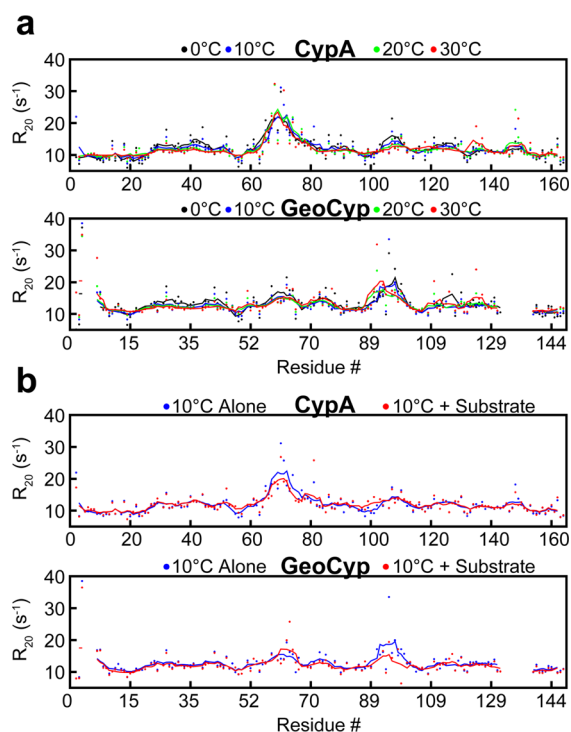 a
0°C 10°C CypA 20°C 30°C
R20 (s-1)
40
30
20
10
0 20 40 60 80 100 120 140 160
0°C 10°C GeoCyp 20°C 30°C
R20 (s-1)
40
30
20
10
0 15 35 50 70 89 109 129 144
Residue #
b
10°C Alone CypA 10°C + Substrate
R20 (s-1)
40
30
20
10
0 20 40 60 80 100 120 140 160
10°C Alone GeoCyp 10°C + Substrate
R20 (s-1)
40
30
20
10
0 15 35 52 70 89 109 129 144
Residue #